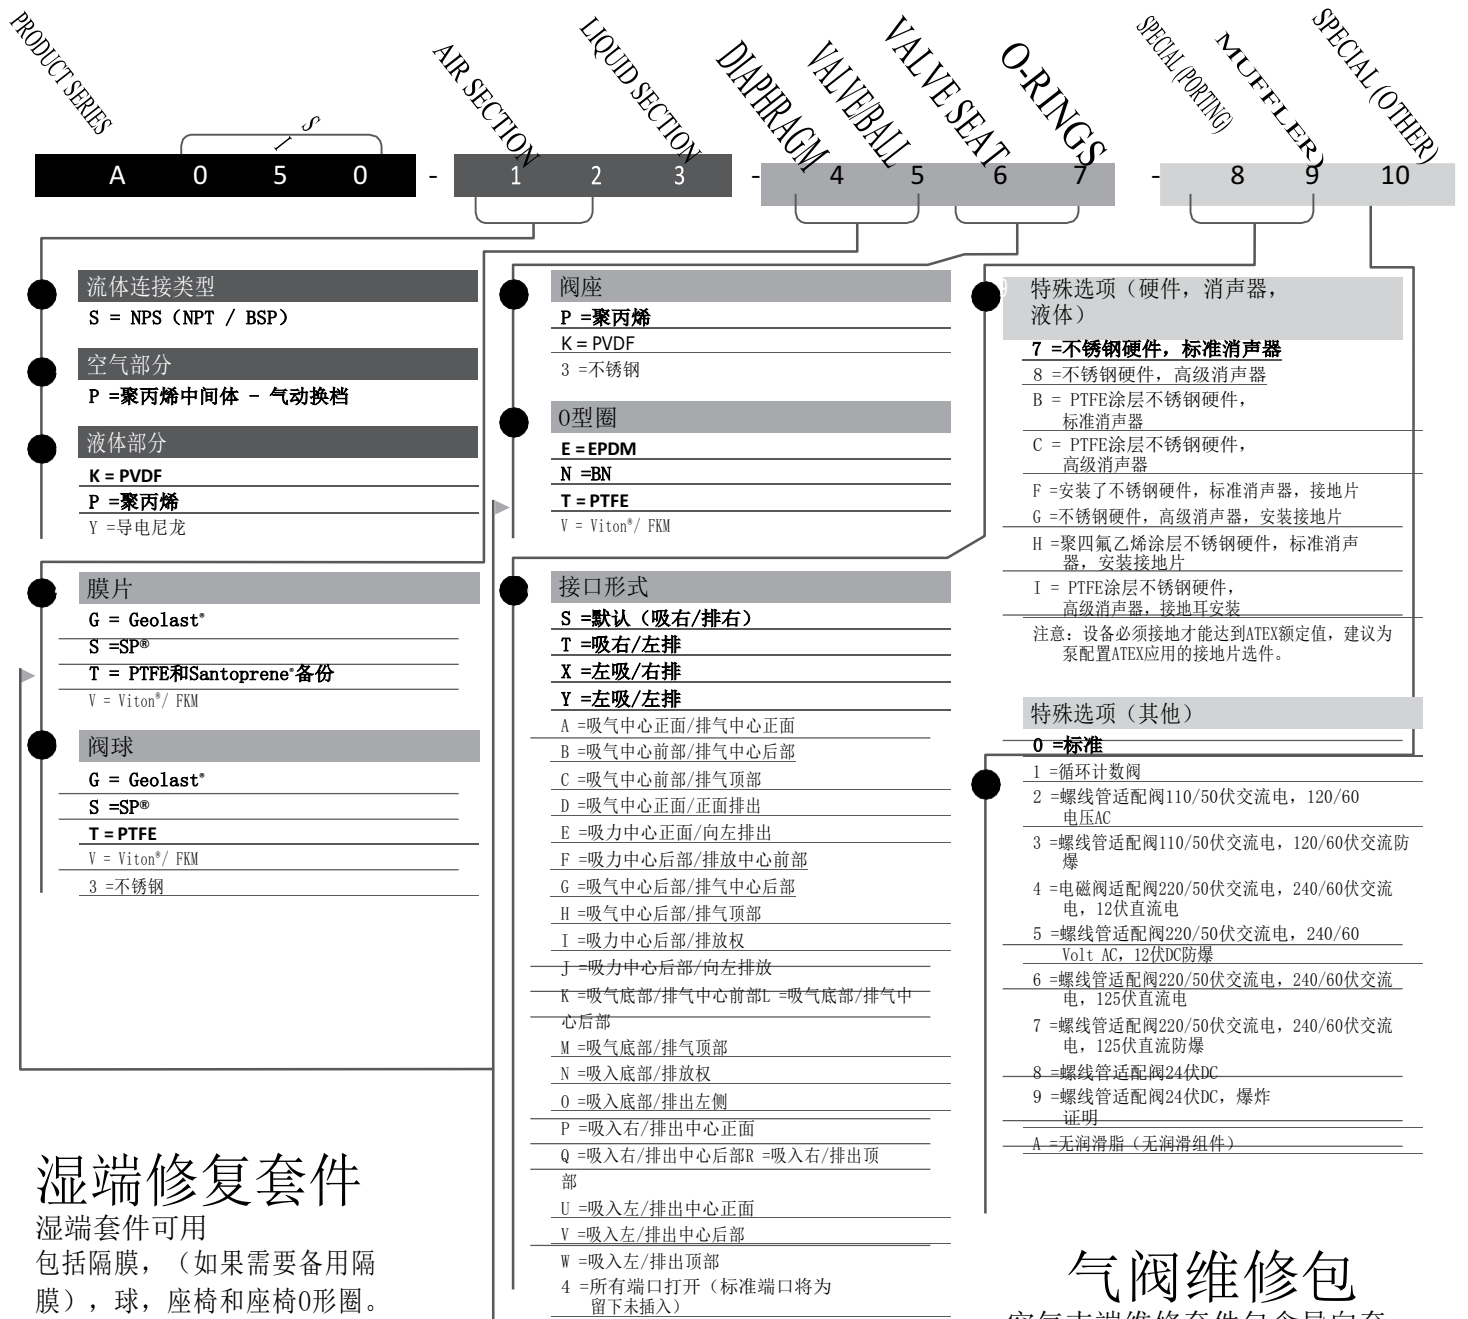 PRODUCT SERIES
S
I
AIR SECTION
LIQUID SECTION
DIAPHRAGM
VALVE/BALL
VALVE SEAT
O-RINGS
SPECIAL (PORTING)
MUFFLER)
SPECIAL (OTHER)
A 0 5 0 - 1 2 3 - 4 5 6 7 - 8 9 10
流体连接类型
S = NPS（NPT / BSP）
空气部分
P =聚丙烯中间体 - 气动换档
液体部分
K = PVDF
P =聚丙烯
Y =导电尼龙
膜片
G = Geolast®
S =SP®
T = PTFE和Santoprene®备份
V = Viton®/ FKM
阀球
G = Geolast®
S =SP®
T = PTFE
V = Viton®/ FKM
3 =不锈钢
湿端修复套件
湿端套件可用
包括隔膜，（如果需要备用隔
膜），球，座椅和座椅O形圈。
阀座
P =聚丙烯
K = PVDF
3 =不锈钢
O型圈
E = EPDM
N =BN
T = PTFE
V = Viton®/ FKM
接口形式
S =默认（吸右/排右）
T =吸右/左排
X =左吸/右排
Y =左吸/左排
A =吸气中心正面/排气中心正面
B =吸气中心前部/排气中心后部
C =吸气中心前部/排气顶部
D =吸气中心正面/正面排出
E =吸力中心正面/向左排出
F =吸力中心后部/排放中心前部
G =吸气中心后部/排气中心后部
H =吸气中心后部/排气顶部
I =吸力中心后部/排放权
J =吸力中心后部/向左排放
K =吸气底部/排气中心前部L =吸气底部/排气中
心后部
M =吸气底部/排气顶部
N =吸入底部/排放权
O =吸入底部/排出左侧
P =吸入右/排出中心正面
Q =吸入右/排出中心后部R =吸入右/排出顶
部
U =吸入左/排出中心正面
V =吸入左/排出中心后部
W =吸入左/排出顶部
4 =所有端口打开（标准端口将为
留下未插入）
特殊选项（硬件，消声器，
液体）
7 =不锈钢硬件，标准消声器
8 =不锈钢硬件，高级消声器
B = PTFE涂层不锈钢硬件，
标准消声器
C = PTFE涂层不锈钢硬件，
高级消声器
F =安装了不锈钢硬件，标准消声器，接地片
G =不锈钢硬件，高级消声器，安装接地片
H =聚四氟乙烯涂层不锈钢硬件，标准消声
器，安装接地片
I = PTFE涂层不锈钢硬件，
高级消声器，接地耳安装
注意：设备必须接地才能达到ATEX额定值，建议为
泵配置ATEX应用的接地片选件。
特殊选项（其他）
0 =标准
1 =循环计数阀
2 =螺线管适配阀110/50伏交流电，120/60
电压AC
3 =螺线管适配阀110/50伏交流电，120/60伏交流防
爆
4 =电磁阀适配阀220/50伏交流电，240/60伏交流
电，12伏直流电
5 =螺线管适配阀220/50伏交流电，240/60
Volt AC，12伏DC防爆
6 =螺线管适配阀220/50伏交流电，240/60伏交流
电，125伏直流电
7 =螺线管适配阀220/50伏交流电，240/60伏交流
电，125伏直流防爆
8 =螺线管适配阀24伏DC
9 =螺线管适配阀24伏DC，爆炸
证明
A =无润滑脂（无润滑组件）
气阀维修包